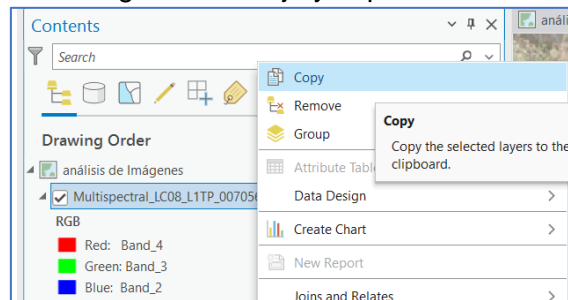 Contents
análi
Search
Copy
Remove
Group
Copy
Copy the selected layers to the
clipboard.
Drawing Order
Attribute Table
análisis de Imágenes
Data Design
Multispectral_LC08_L1TP_007056
RGB
Create Chart
Red: Band_4
Green: Band_3
New Report
Blue: Band_2
Joins and Relates